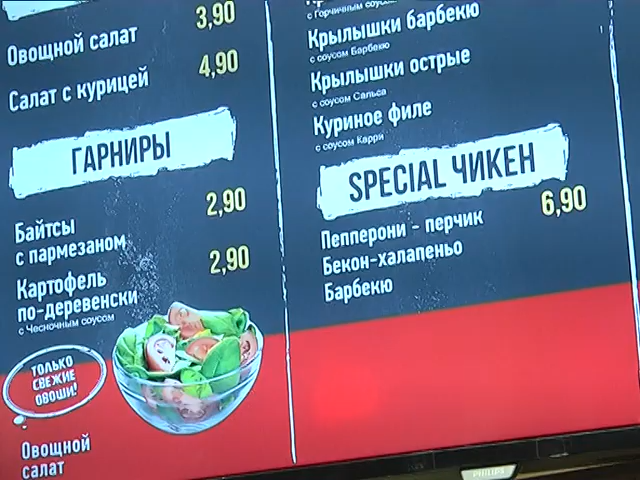 3,90
Овощной салат
4,90
Салат с курицей
ГАРНИРЫ
2,90
Байтсы
с пармезаном
2,90
Картофель
по-деревенски
с Чесночным соусом
ТОЛЬКО
СВЕЖИЕ
ОВОЩИ!
Овощной
салат
с Горчичным соусом
Крылышки барбекю
с соусом Барбекю
Крылышки острые
с соусом Сальса
Куриное филе
с соусом Карри
SPECIAL ЧИКЕН
6,90
Пепперони - перчик
Бекон-халапеньо
Барбекю
PHILIPS